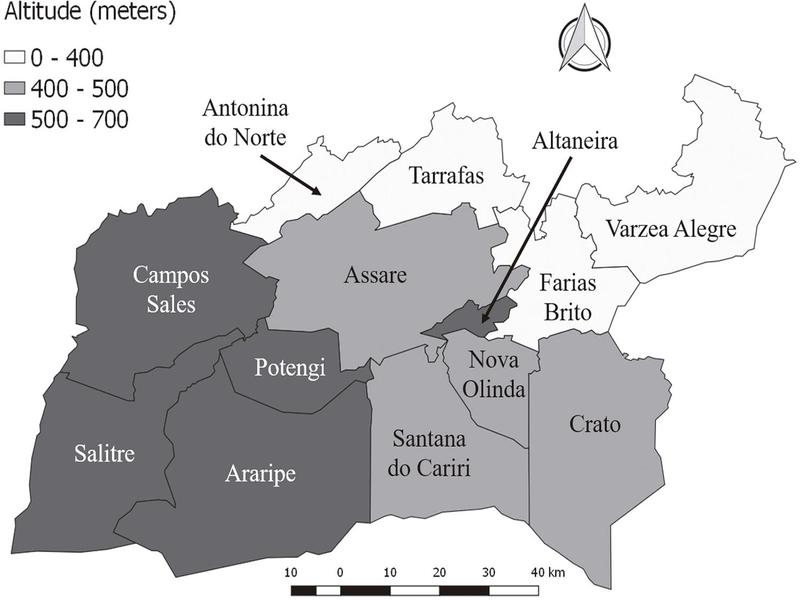 Altitude (meters)
0 - 400
400 - 500
500 - 700
Antonina
do Norte
Tarrafas
Altaneira
Varzea Alegre
Campos
Sales
Assare
Farias
Brito
Potengi
Nova
Olinda
Salitre
Araripe
Santana
do Cariri
Crato
10 0 10 20 30 40 km